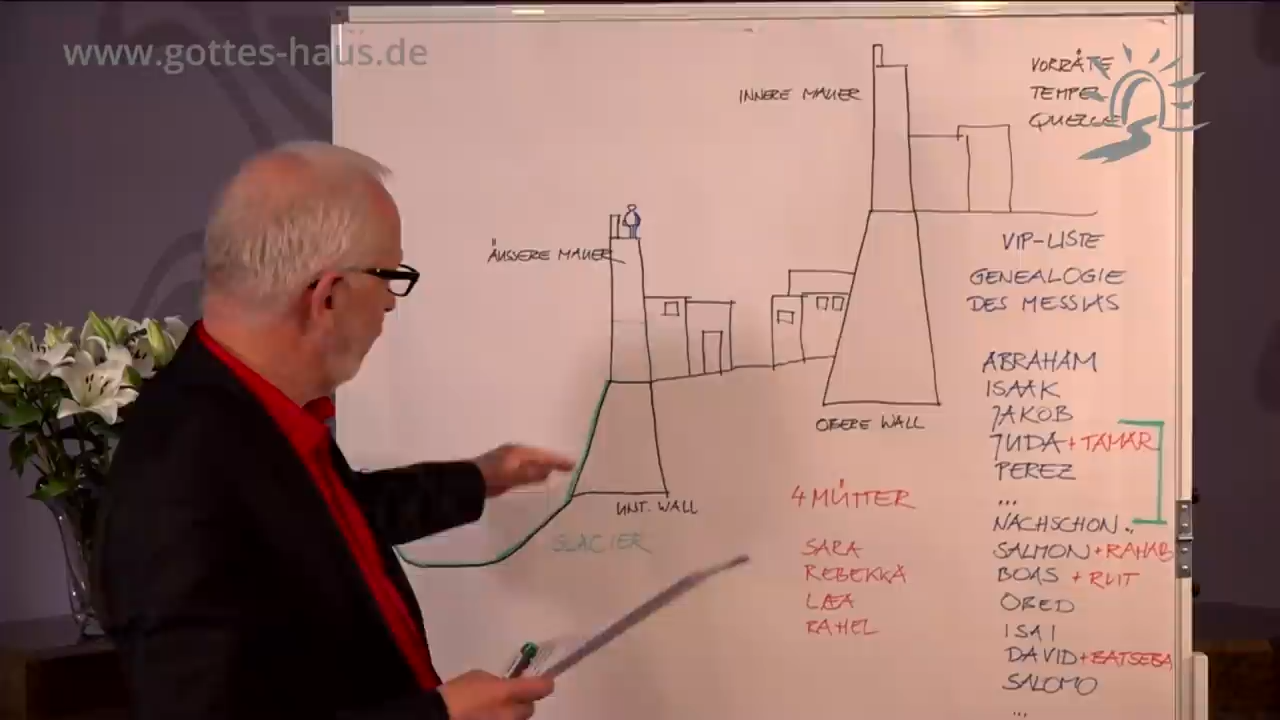 www.gottes-haus.de
INNERE MAUER
VORRÄTE
TEMPEL
QUELLE
ÄUSSERE MAUER
VIP-LISTE
GENEALOGIE
DES MESSIAS
ABRAHAM
ISAAK
JAKOB
JUDA + TAMAR
PEREZ
...
NACHSCHON..
SALMON + RAHAB
BOAS + RUT
OBED
ISAI
DAVID + BATSEBA
SALOMO
...
OBERE WALL
UNT. WALL
GLACIER
4 MÜTTER
SARA
REBEKKA
LEA
RAHEL